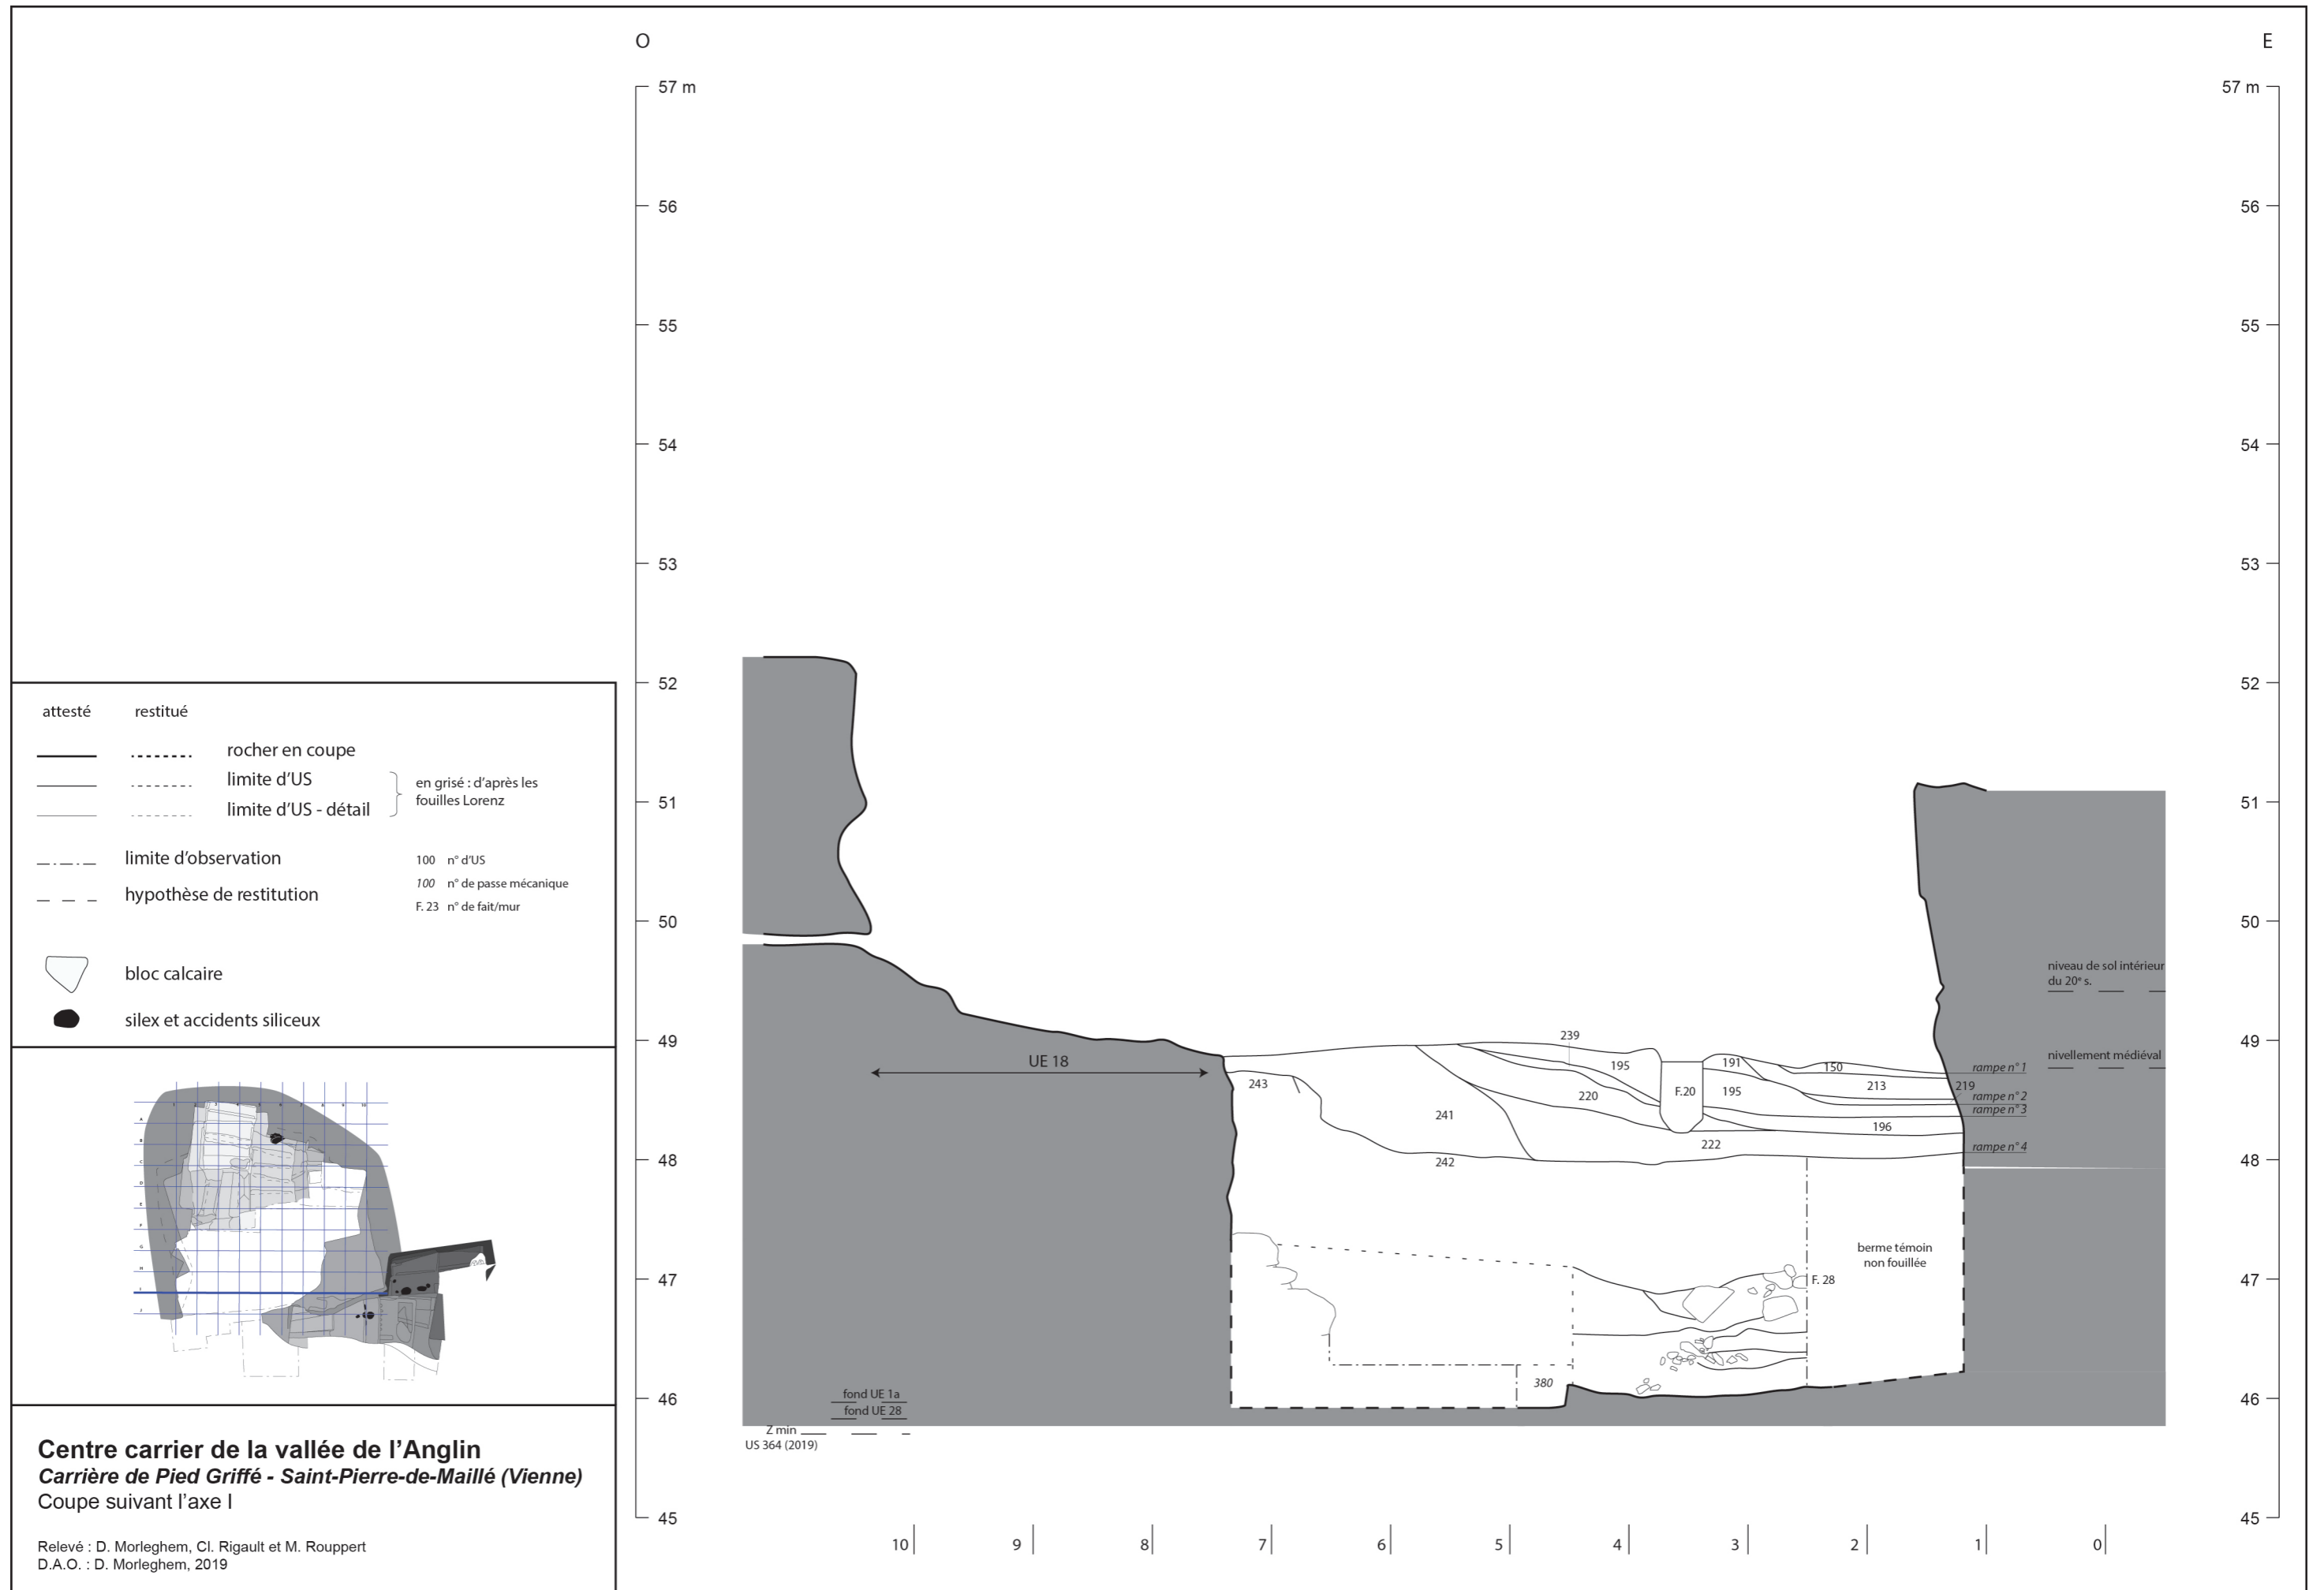 O
E
57 m
56
55
54
53
52
51
50
49
48
47
46
45
57 m
56
55
54
53
52
51
50
49
48
47
46
45
attesté restitué
rocher en coupe
limite d'US
limite d'US - détail
en grisé : d'après les
fouilles Lorenz
limite d'observation
hypothèse de restitution
100 n° d'US
100 n° de passe mécanique
F. 23 n° de fait/mur
bloc calcaire
silex et accidents siliceux
Centre carrier de la vallée de l'Anglin
Carrière de Pied Griffé - Saint-Pierre-de-Maillé (Vienne)
Coupe suivant l'axe I
Relevé : D. Morleghem, Cl. Rigault et M. Rouppert
D.A.O. : D. Morleghem, 2019
niveau de sol intérieur
du 20e s.
nivellement médiéval
UE 18
239
195
191
150
rampe n° 1
243
213
219
F.20
195
220
rampe n° 2
rampe n° 3
241
196
222
rampe n° 4
242
berme témoin
non fouillée
F. 28
380
fond UE 1a
fond UE 28
Z min
US 364 (2019)
10
9
8
7
6
5
4
3
2
1
0